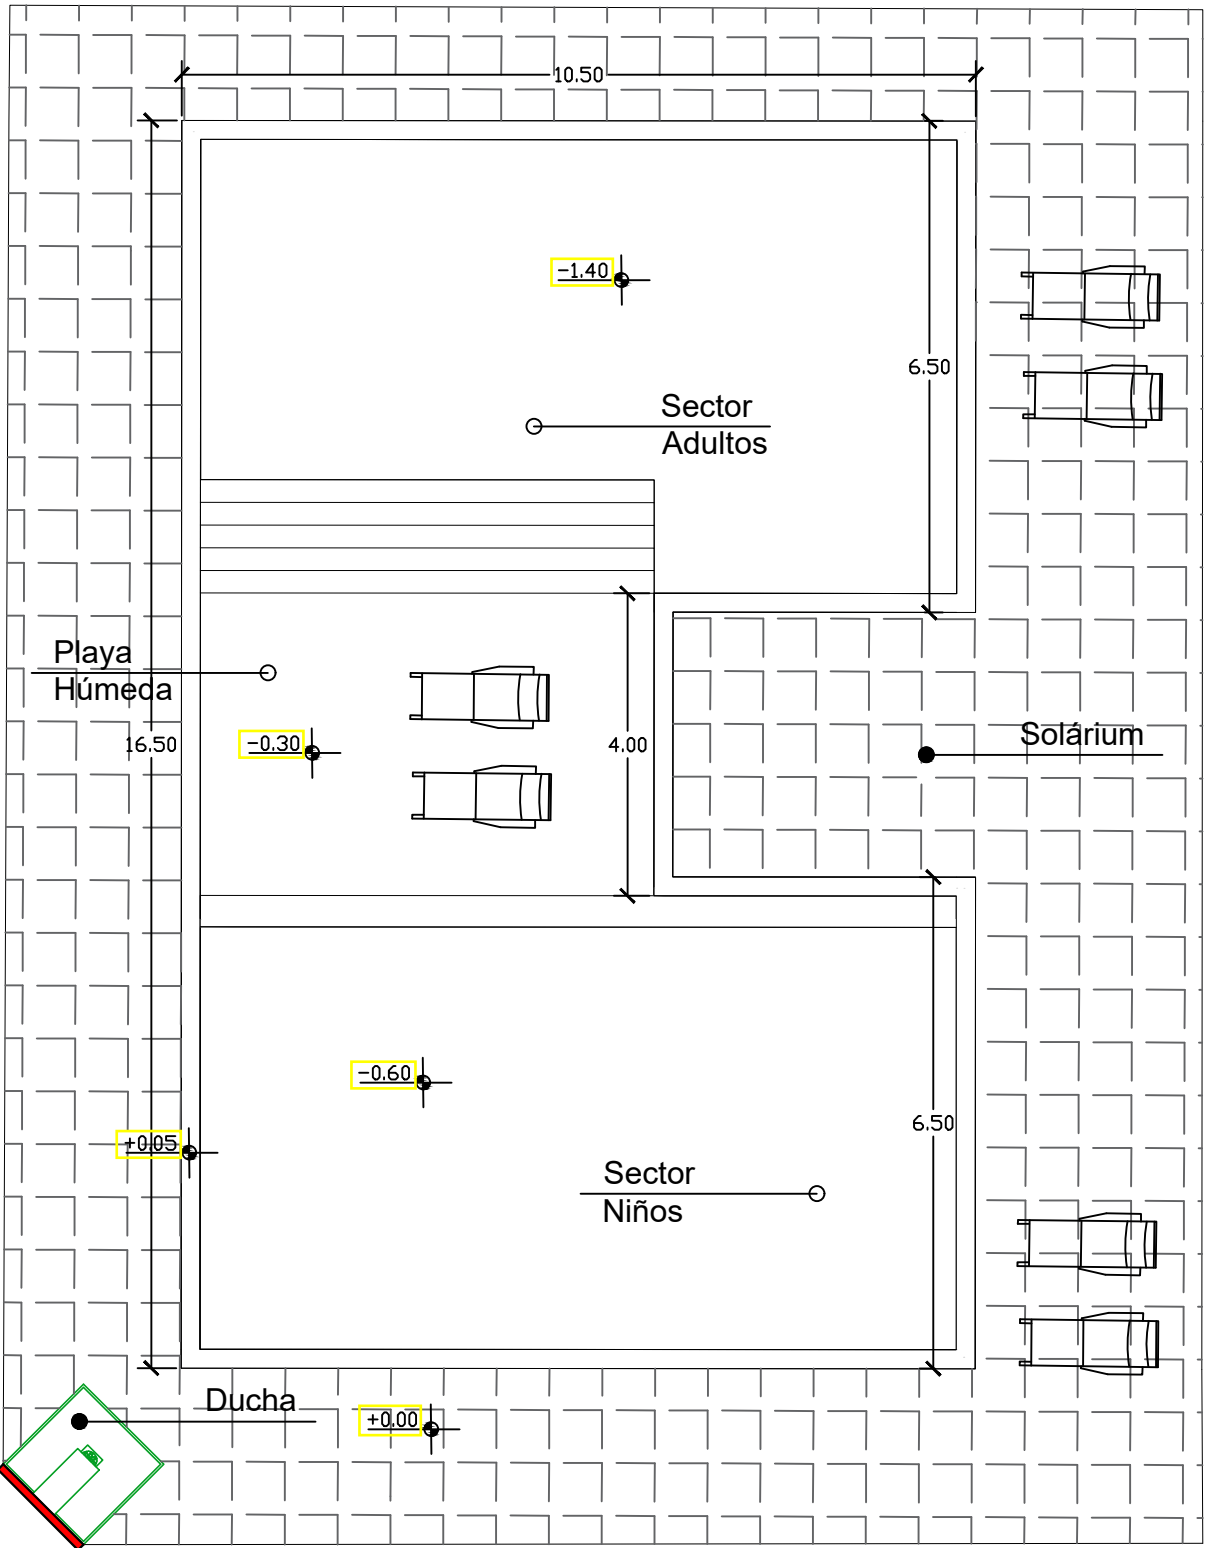 10.50
-1.40
6.50
Sector
Adultos
Playa
Húmeda
-0.30
16.50
4.00
Solárium
-0.60
+0.05
6.50
Sector
Niños
Ducha
+0.00